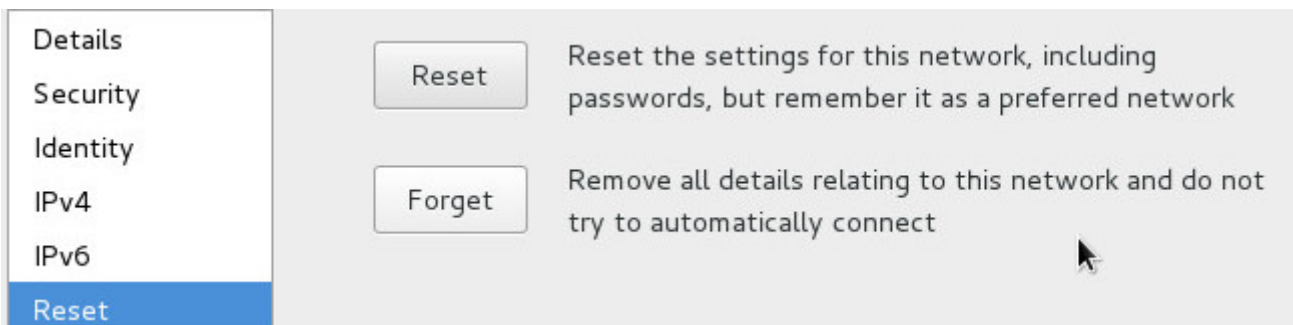 Details
Security
Identity
IPv4
IPv6
Reset
Reset
Reset the settings for this network, including
passwords, but remember it as a preferred network
Forget
Remove all details relating to this network and do not
try to automatically connect